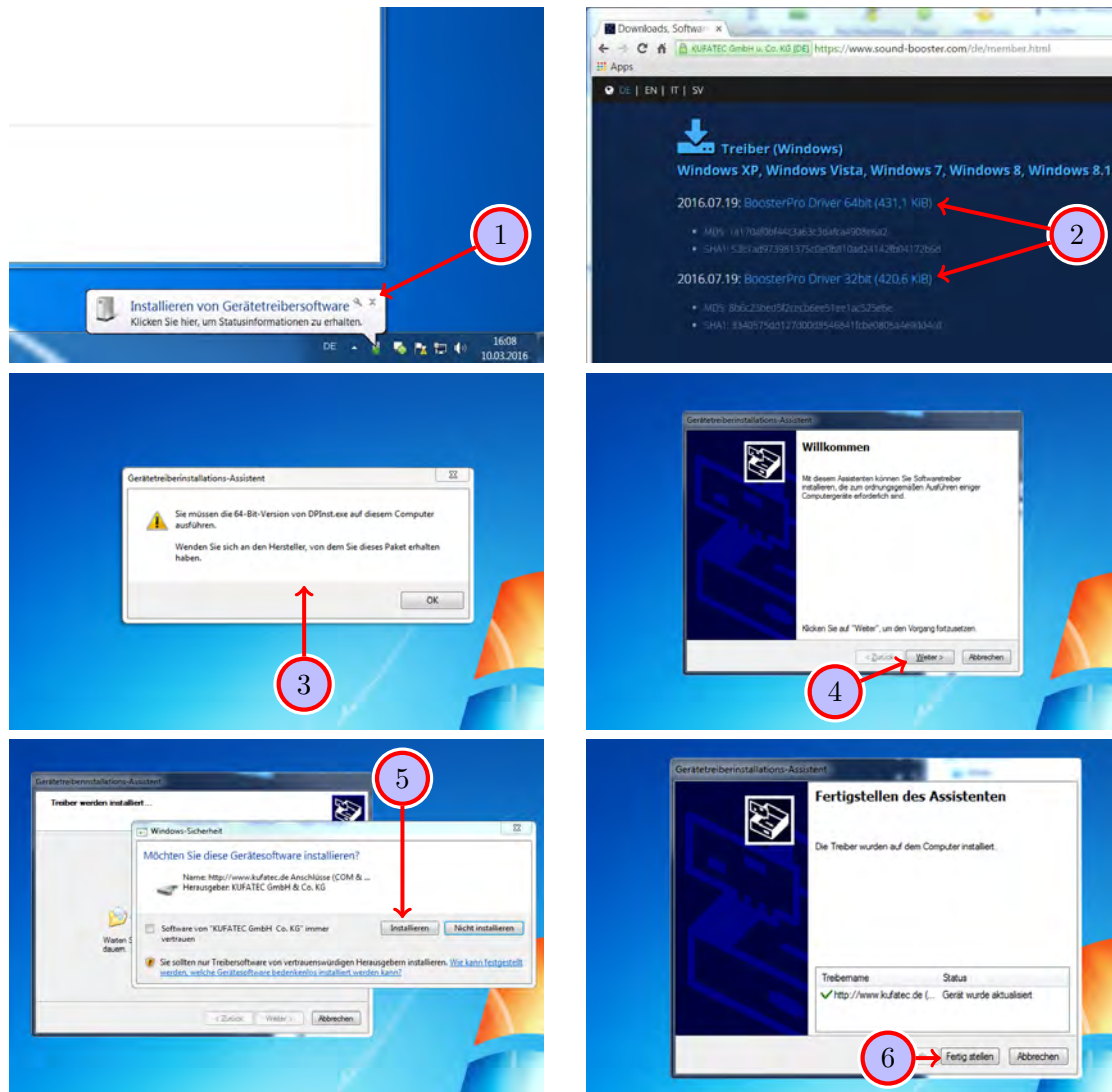 Installieren von Gerätetreibersoftware
Klicken Sie hier, um Statusinformationen zu erhalten.
DE
16:08
10.03.2016
1
Downloads, Softwar
KUFATEC GmbH u. Co. KG [DE] https://www.sound-booster.com/de/member.html
Apps
DE | EN | IT | SV
Treiber (Windows)
Windows XP, Windows Vista, Windows 7, Windows 8, Windows 8.1
2016.07.19: BoosterPro Driver 64bit (431,1 KiB)
MD5:
SHA1:
2016.07.19: BoosterPro Driver 32bit (420,6 KiB)
MD5:
SHA1:
2
Gerätetreiberinstallations-Assistent
Sie müssen die 64-Bit-Version von DPInst.exe auf diesem Computer
ausführen.
Wenden Sie sich an den Hersteller, von dem Sie dieses Paket erhalten
haben.
OK
3
Gerätetreiberinstallations-Assistent
Willkommen
Mit diesem Assistenten können Sie Softwaretreiber
installieren, die zum ordnungsgemäßen Ausführen einiger
Computergeräte erforderlich sind.
Klicken Sie auf "Weiter", um den Vorgang fortzusetzen.
< Zurück Weiter > Abbrechen
4
5
Gerätetreiberinstallations-Assistent
Treiber werden installiert...
Windows-Sicherheit
Möchten Sie diese Gerätesoftware installieren?
Name: http://www.kufatec.de Anschlüsse (COM & ...
Herausgeber: KUFATEC GmbH & Co. KG
Software von "KUFATEC GmbH Co. KG" immer
vertrauen
Installieren Nicht installieren
Warten S
dauern.
Sie sollten nur Treibersoftware von vertrauenswürdigen Herausgebern installieren. Wie kann festgestellt
werden, welche Gerätesoftware bedenkenlos installiert werden kann?
< Zurück Weiter > Abbrechen
Gerätetreiberinstallations-Assistent
Fertigstellen des Assistenten
Die Treiber wurden auf dem Computer installiert.
Treibername Status
http://www.kufatec.de (... Gerät wurde aktualisiert
6
Fertig stellen Abbrechen